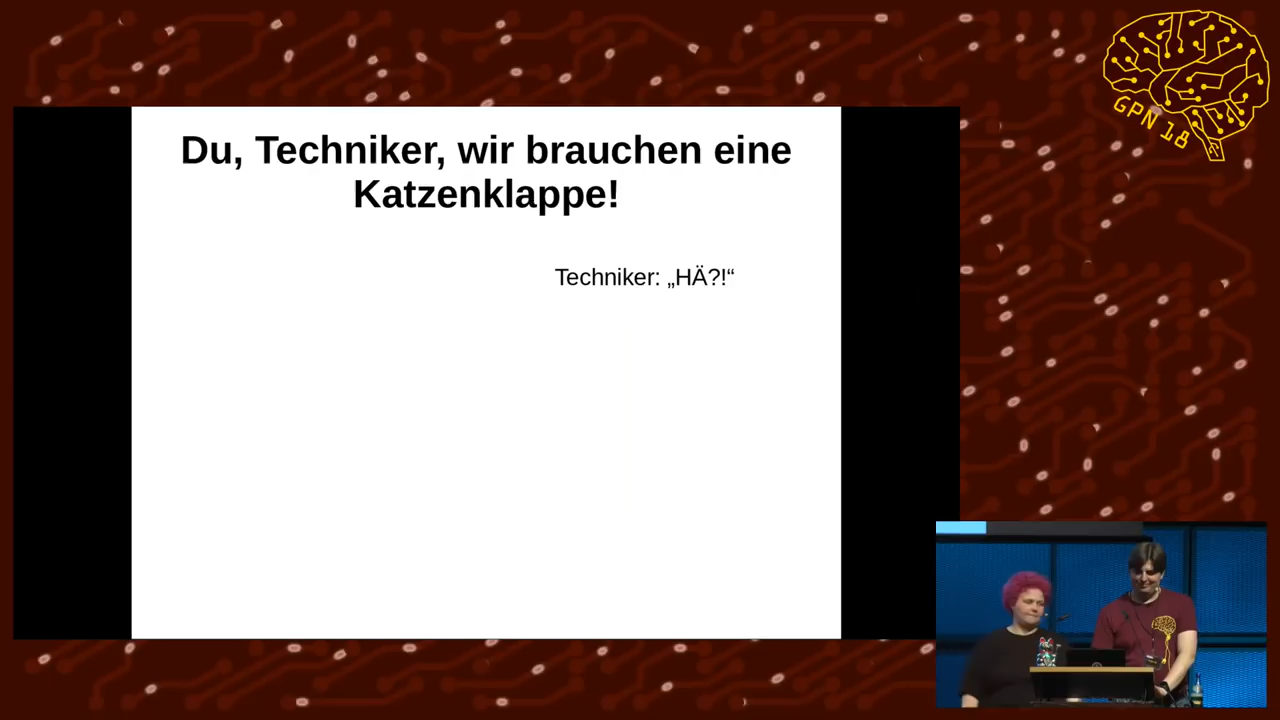 GPN 18
Du, Techniker, wir brauchen eine
Katzenklappe!
Techniker: „HÄ?!“